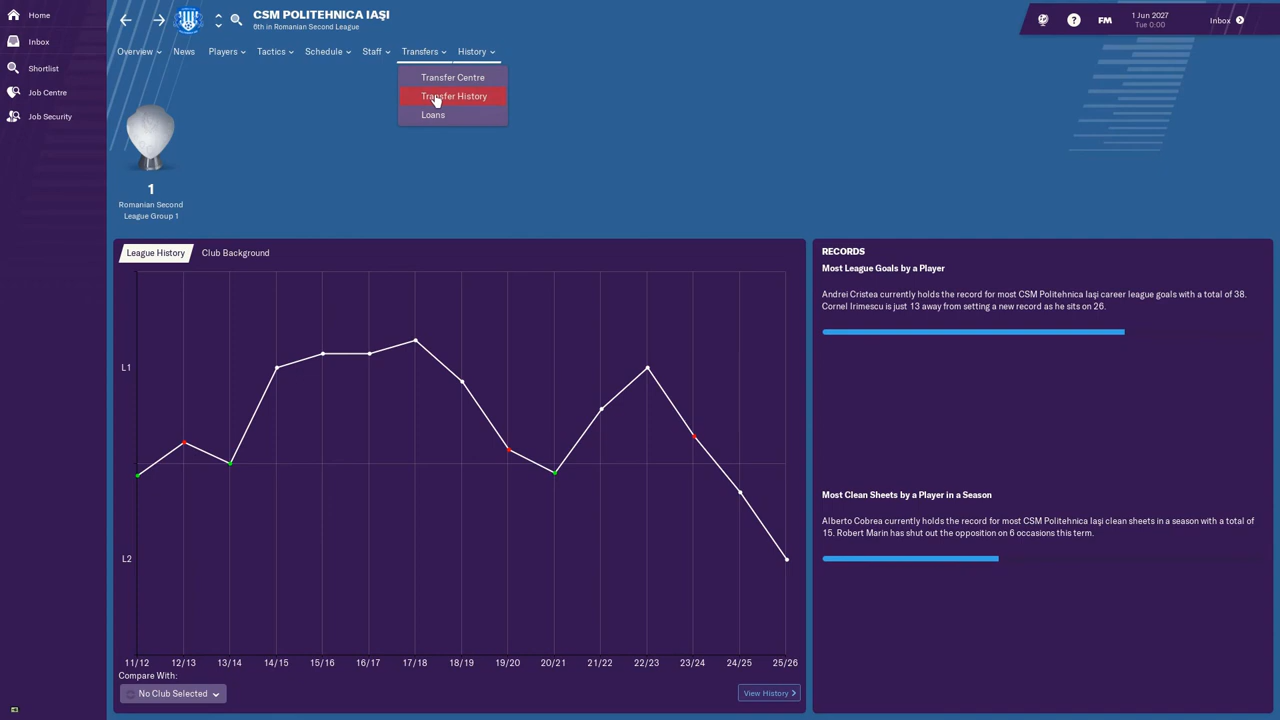 Home
Inbox
Shortlist
Job Centre
Job Security
CSM POLITEHNICA IAŞI
6th in Romanian Second League
FM
1 Jun 2027
Tue 0:00
Inbox
Overview
News
Players
Tactics
Schedule
Staff
Transfers
History
Transfer Centre
Transfer History
Loans
1
Romanian Second
League Group 1
League History
Club Background
L1
L2
11/12 12/13 13/14 14/15 15/16 16/17 17/18 18/19 19/20 20/21 21/22 22/23 23/24 24/25 25/26
Compare With:
No Club Selected
View History
RECORDS
Most League Goals by a Player
Andrei Cristea currently holds the record for most CSM Politehnica Iaşi career league goals with a total of 38.
Cornel Irimescu is just 13 away from setting a new record as he sits on 26.
Most Clean Sheets by a Player in a Season
Alberto Cobrea currently holds the record for most CSM Politehnica Iaşi clean sheets in a season with a total of
15. Robert Marin has shut out the opposition on 6 occasions this term.